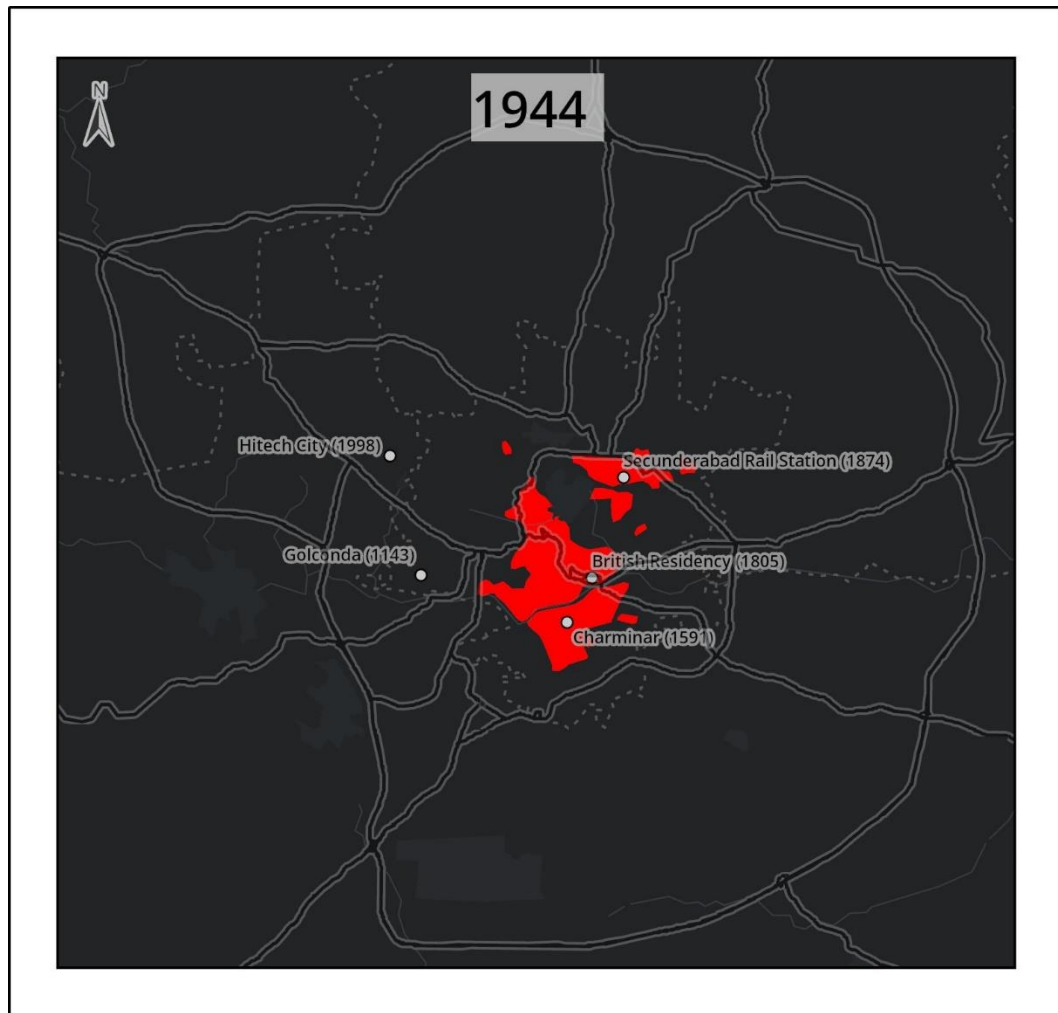 N
1944
Hitech City (1998)
Secunderabad Rail Station (1874)
Golconda (1143)
British Residency (1805)
Charminar (1591)